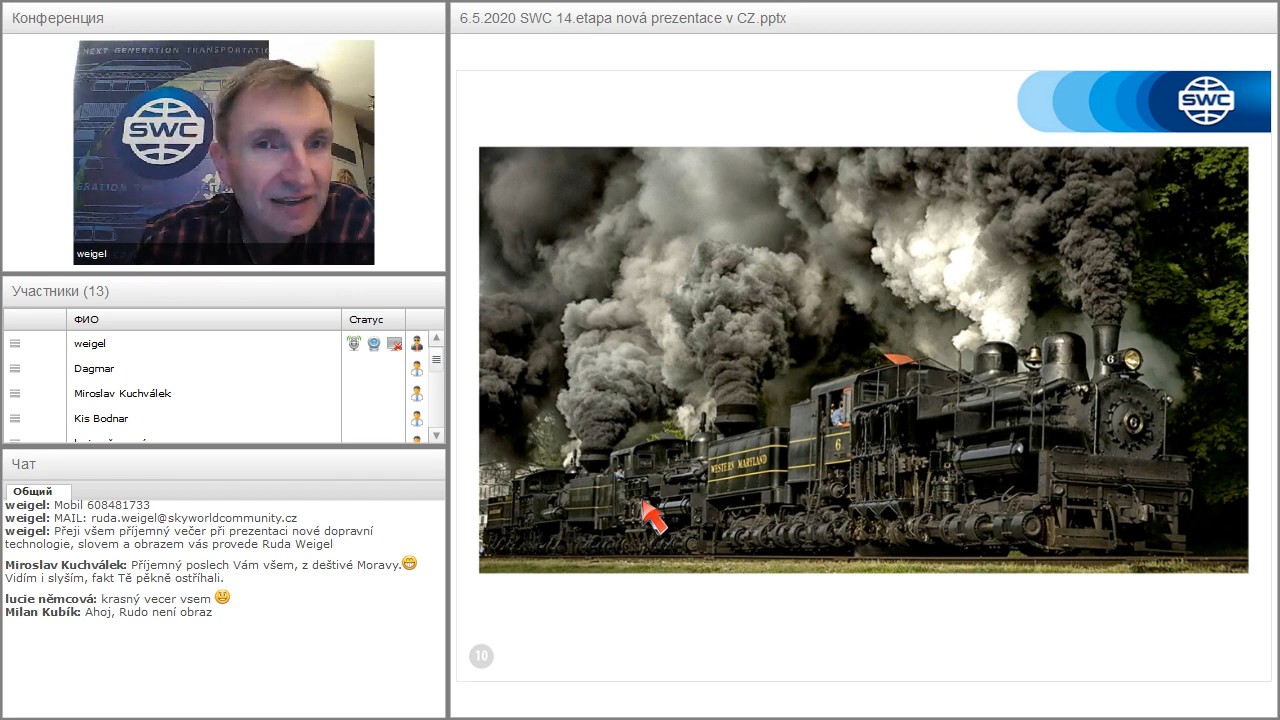 Конференция
NEXT GENERATION TRANSPORTATIO
SWC
weigel
Участники (13)
ФИО
Статус
weigel
Dagmar
Miroslav Kuchválek
Kis Bodnar
Чат
Общий
weigel: Mobil 608481733
weigel: MAIL: ruda.weigel@skyworldcommunity.cz
weigel: Přeji všem příjemný večer při prezentaci nové dopravní
technologie, slovem a obrazem vás provede Ruda Weigel
Miroslav Kuchválek: Příjemný poslech Vám všem, z deštivé Moravy.
Vidím i slyším, fakt Tě pěkně ostříhali.
lucie němcová: krasný vecer vsem
Milan Kubík: Ahoj, Rudo není obraz
6.5.2020 SWC 14.etapa nová prezentace v CZ.pptx
SWC
6
6
WESTERN MARYLAND
10